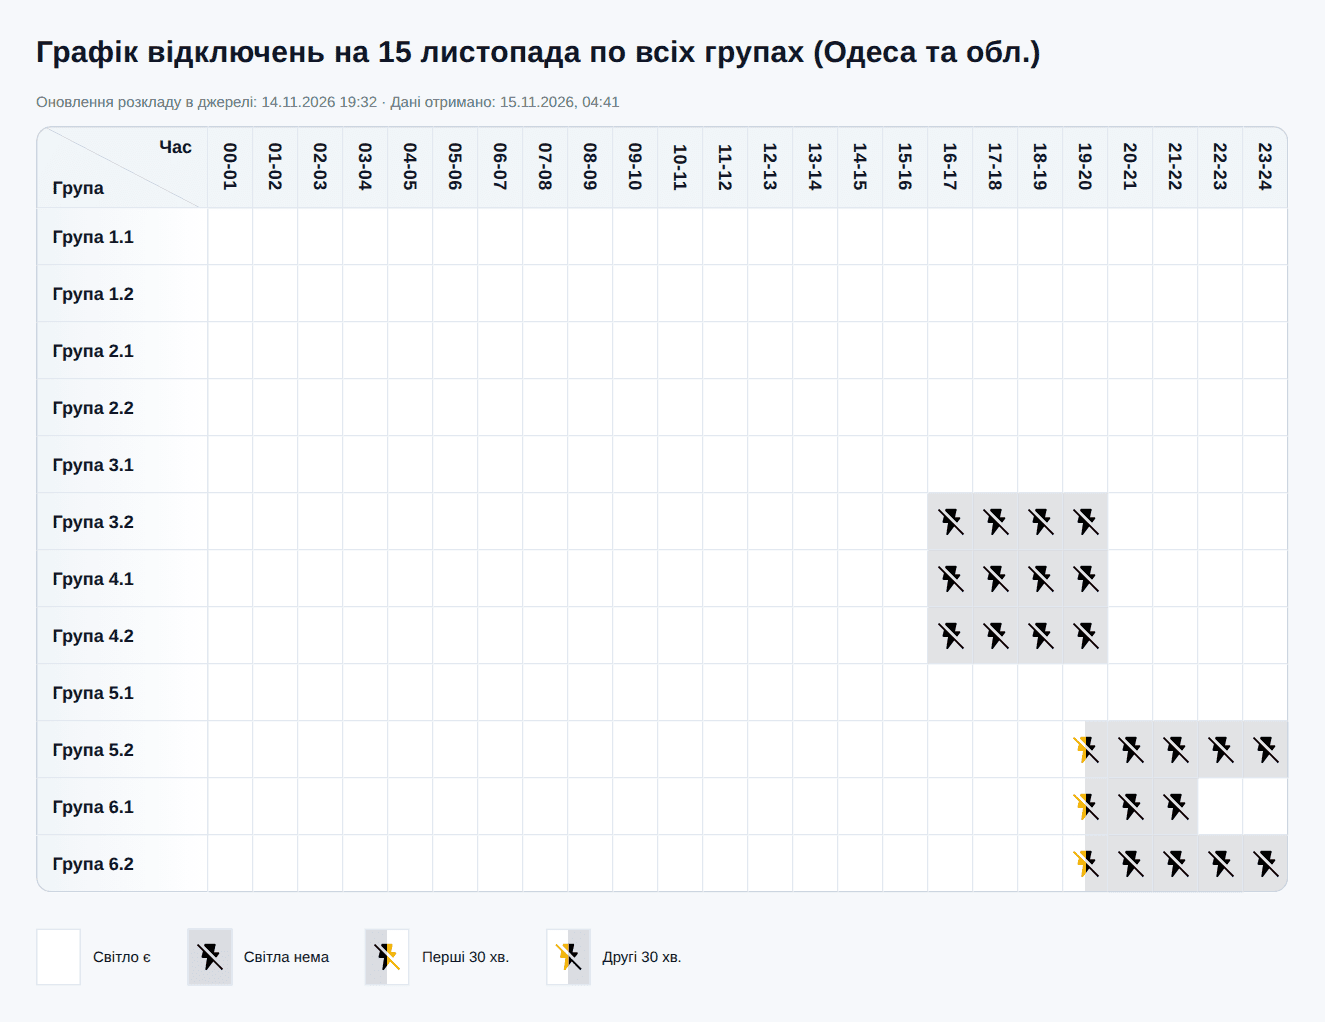 Графік відключень на 15 листопада по всіх групах (Одеса та обл.)
Оновлення розкладу в джерелі: 14.11.2026 19:32 · Дані отримано: 15.11.2026, 04:41
Час
Група
00-01 01-02 02-03 03-04 04-05 05-06 06-07 07-08 08-09 09-10 10-11 11-12 12-13 13-14 14-15 15-16 16-17 17-18 18-19 19-20 20-21 21-22 22-23 23-24
Група 1.1
Група 1.2
Група 2.1
Група 2.2
Група 3.1
Група 3.2
Група 4.1
Група 4.2
Група 5.1
Група 5.2
Група 6.1
Група 6.2
Світло є Світла нема Перші 30 хв. Другі 30 хв.